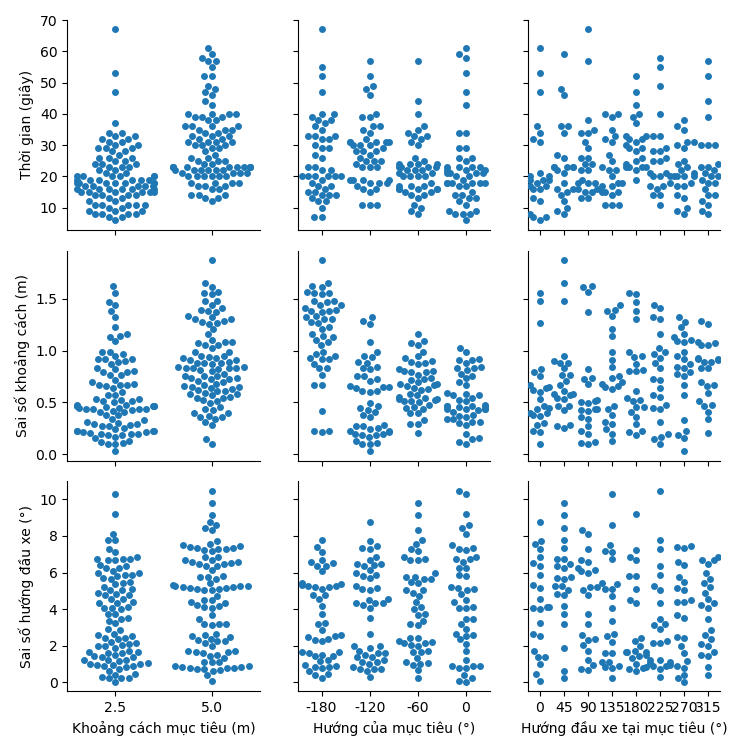 70
60
50
40
30
20
10
Thời gian (giây)
1.5
1.0
0.5
0.0
Sai số khoảng cách (m)
10
8
6
4
2
0
Sai số hướng đầu xe (°)
2.5 5.0
-180 -120 -60 0
0 45 90 135 180 225 270 315
Khoảng cách mục tiêu (m)
Hướng của mục tiêu (°)
Hướng đầu xe tại mục tiêu (°)